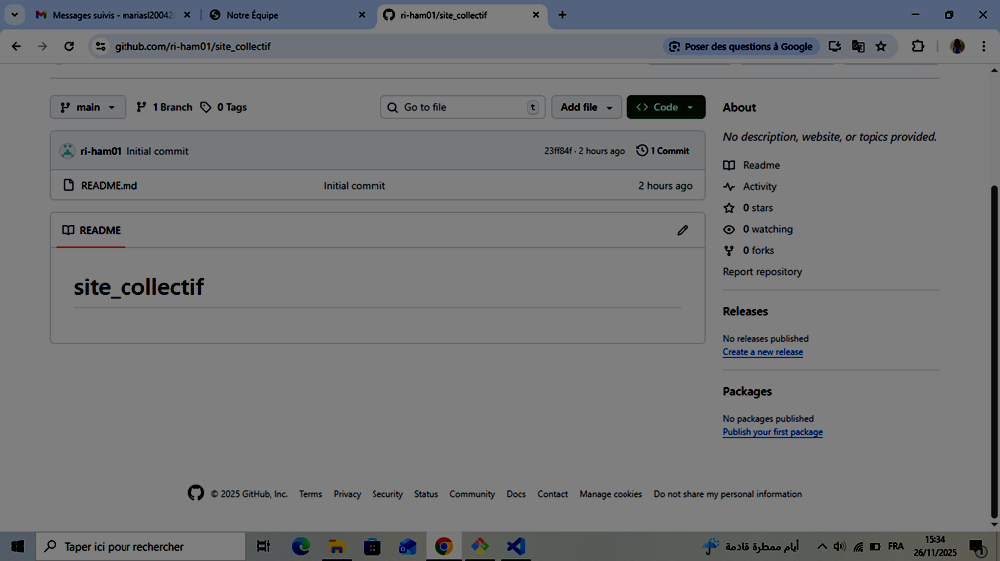 Messages suivis - mariasl2004
Notre Équipe
ri-ham01/site_collectif
github.com/ri-ham01/site_collectif
Poser des questions à Google
main
1 Branch
0 Tags
Go to file
t
Add file
Code
ri-ham01 Initial commit
23ff84f · 2 hours ago
1 Commit
README.md
Initial commit
2 hours ago
README
site_collectif
About
No description, website, or topics provided.
Readme
Activity
0 stars
0 watching
0 forks
Report repository
Releases
No releases published
Create a new release
Packages
No packages published
Publish your first package
© 2025 GitHub, Inc. Terms Privacy Security Status Community Docs Contact Manage cookies Do not share my personal information
Taper ici pour rechercher
أيام ممطرة قادمة
FRA
15:34
26/11/2025
1